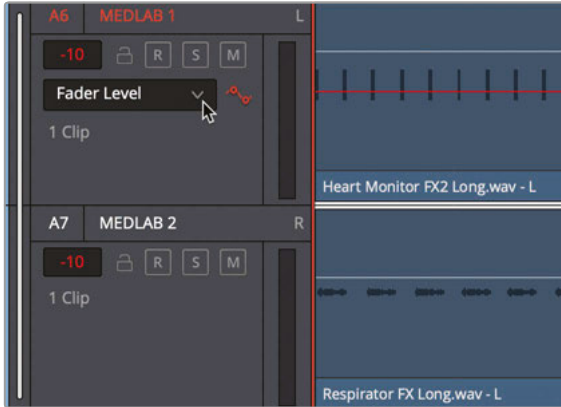 A6 MEDLAB 1 L
-10 R S M
Fader Level
1 Clip
Heart Monitor FX2 Long.wav - L
A7 MEDLAB 2 R
-10 R S M
1 Clip
Respirator FX Long.wav - L